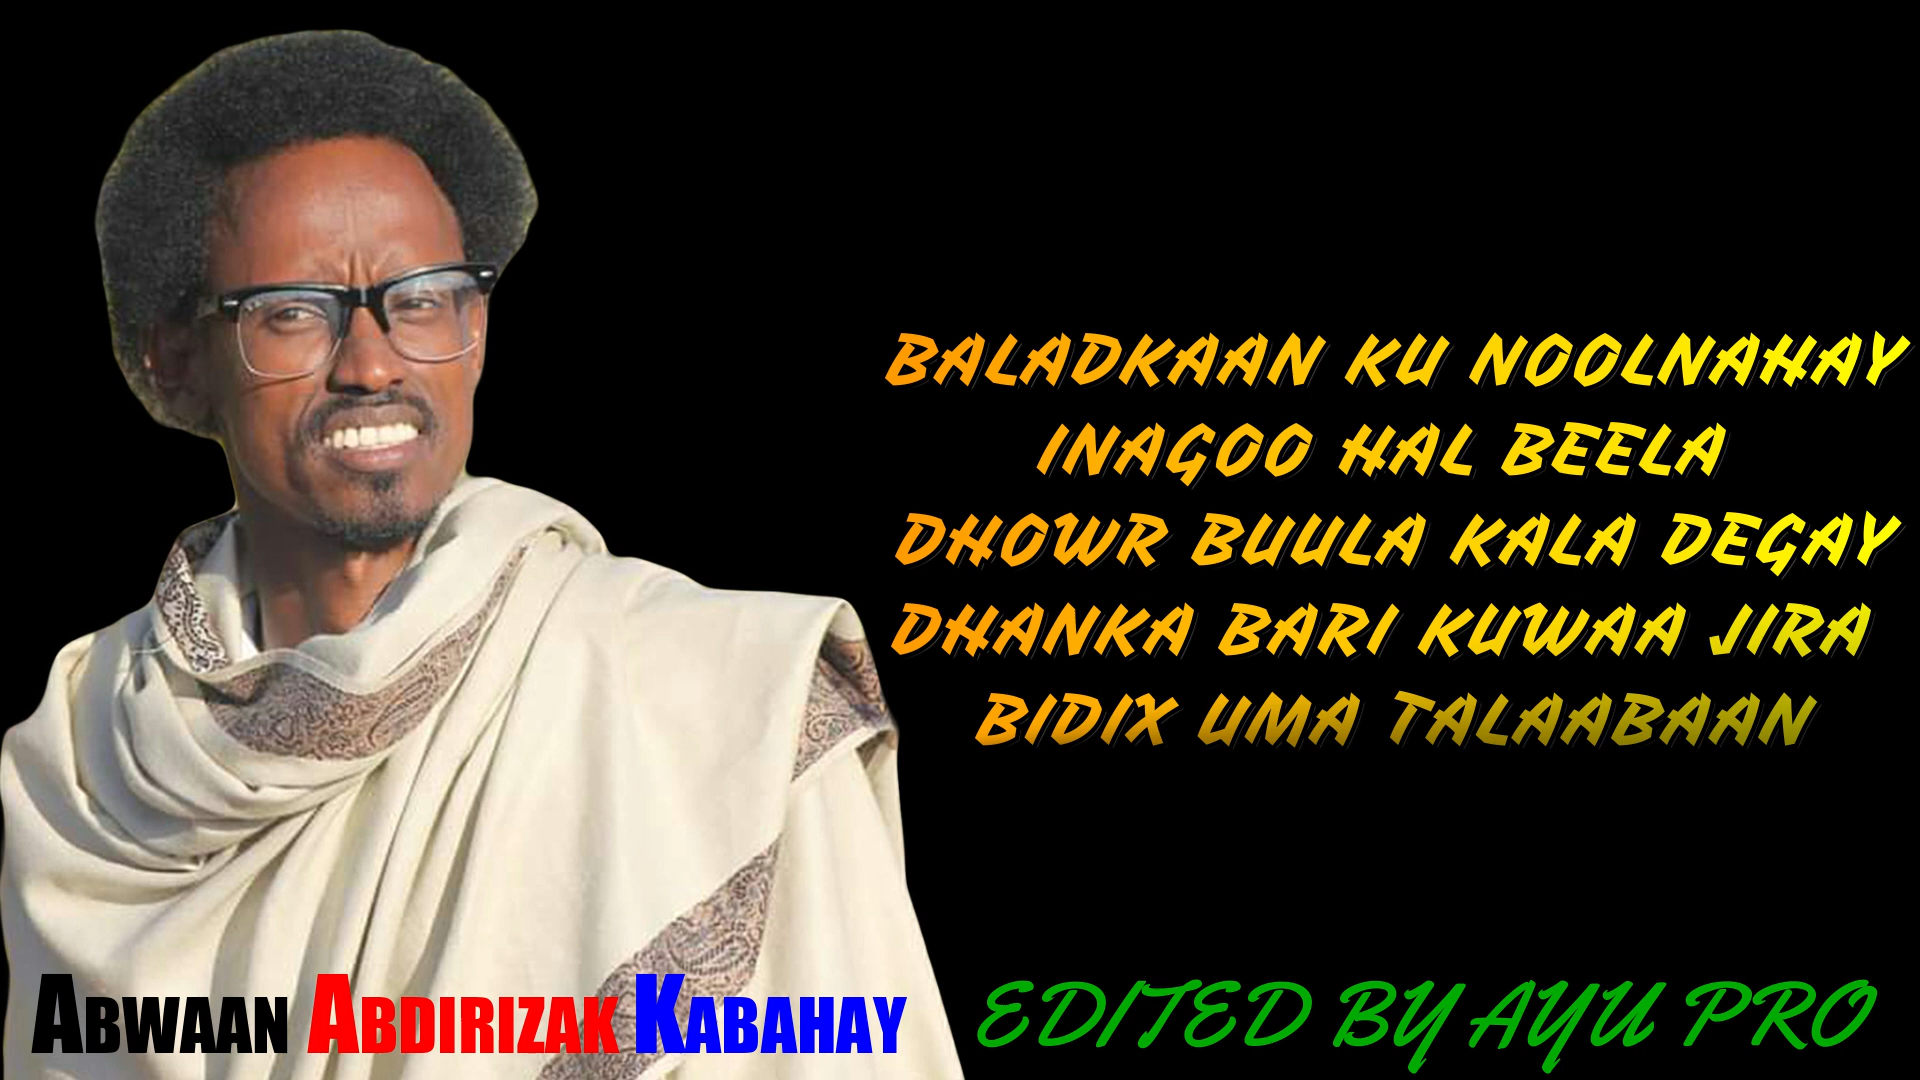 BALADKAAN KU NOOLNAHAY
INAGOO HAL BEELA
DHOWR BUULA KALA DEGAY
DHANKA BARI KUWAA JIRA
BIDIX UMA TALAABAAN
ABWAAN ABDIRIZAK KABAHAY
EDITED BY AYU PRO